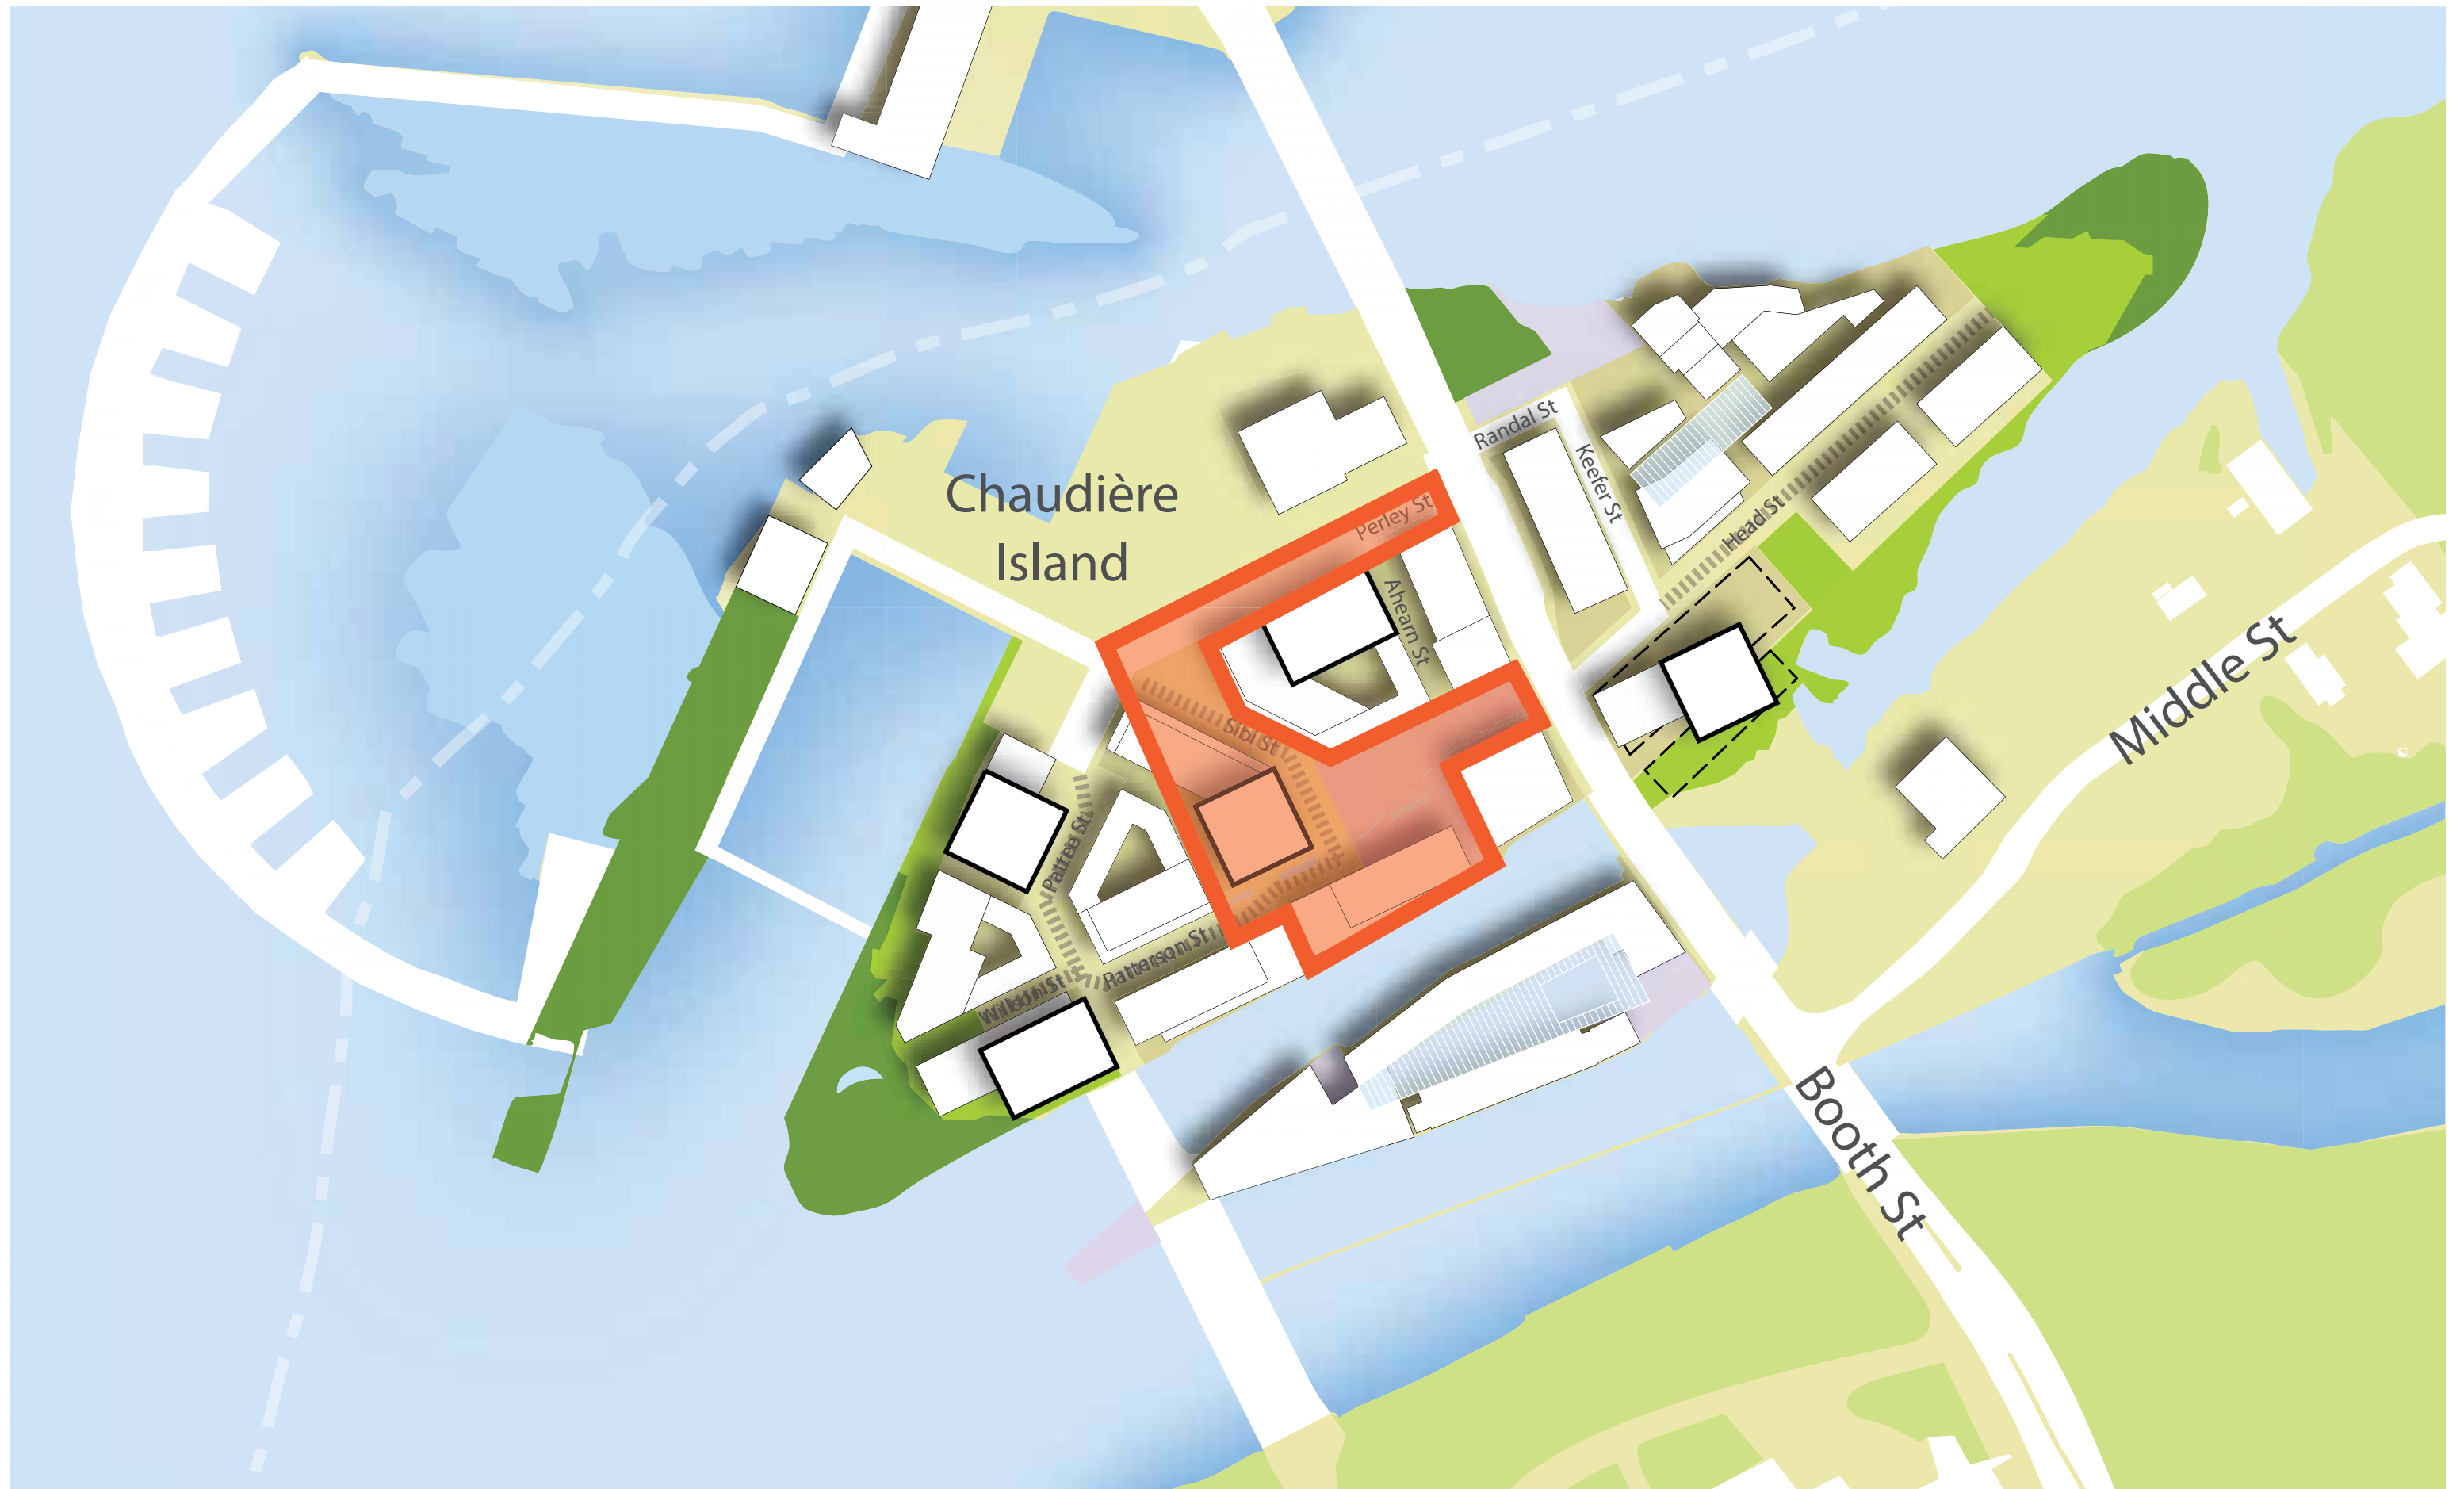 Randal St
Keefer St
Chaudière
Island
Perley St
Head St
Ahearn St
Middle St
Sibi St
Pattee St
Patterson St
Willson St
Booth St